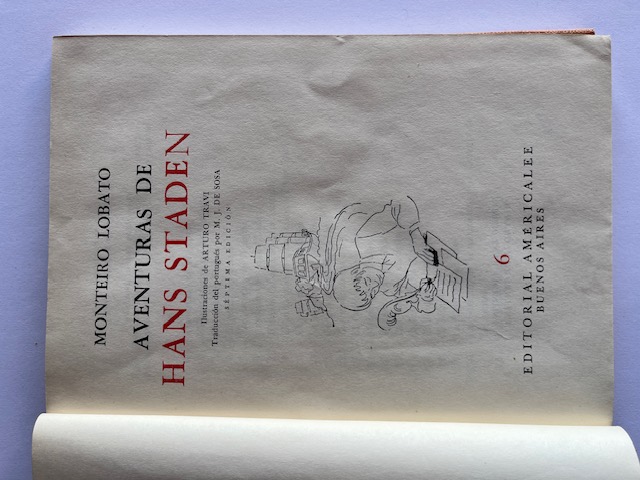 MONTEIRO LOBATO
AVENTURAS DE
HANS STADEN
Ilustraciones de ARTURO TRAVI
Traducción del portugués por M. J. DE SOSA
SÉPTIMA EDICIÓN
6
EDITORIAL AMÉRICALEE
BUENOS AIRES